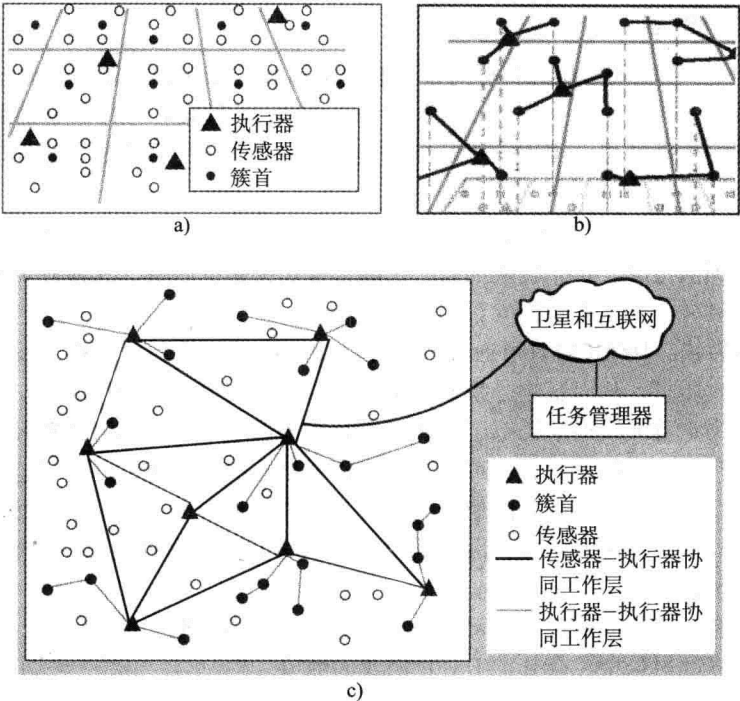 执行器
传感器
簇首
a)
b)
卫星和互联网
任务管理器
执行器
簇首
传感器
传感器–执行器协
同工作层
执行器–执行器协
同工作层
c)